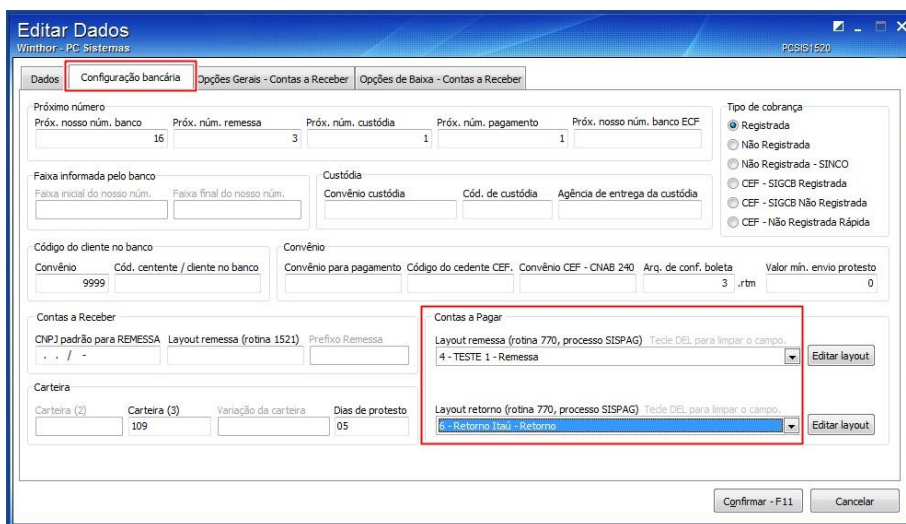 Editar Dados
Winthor - PC Sistemas
PCSIS1520
Dados Configuração bancária Opções Gerais - Contas a Receber Opções de Baixa - Contas a Receber
Próximo número
Próx. nosso núm. banco Próx. núm. remessa Próx. núm. custódia Próx. núm. pagamento Próx. nosso núm. banco ECF
16 3 1 1
Tipo de cobrança
Registrada
Não Registrada
Não Registrada - SINCO
CEF - SIGCB Registrada
CEF - SIGCB Não Registrada
CEF - Não Registrada Rápida
Faixa informada pelo banco
Faixa inicial do nosso núm. Faixa final do nosso núm.
Custódia
Convênio custódia Cód. de custódia Agência de entrega da custódia
Código do cliente no banco
Convênio Cód. centente / cliente no banco
9999
Convênio
Convênio para pagamento Código do cedente CEF. Convênio CEF - CNAB 240 Arq. de conf. boleta Valor mín. envio protesto
3 .rtm 0
Contas a Receber
CNPJ padrão para REMESSA Layout remessa (rotina 1521) Prefixo Remessa
. . / -
Contas a Pagar
Layout remessa (rotina 770, processo SISPAG) Tecle DEL para limpar o campo.
4 - TESTE 1 - Remessa Editar layout
Carteira
Carteira (2) Carteira (3) Variação da carteira Dias de protesto
109 05
Layout retorno (rotina 770, processo SISPAG) Tecle DEL para limpar o campo.
6 - Retorno Itaú - Retorno Editar layout
Confirmar - F11 Cancelar